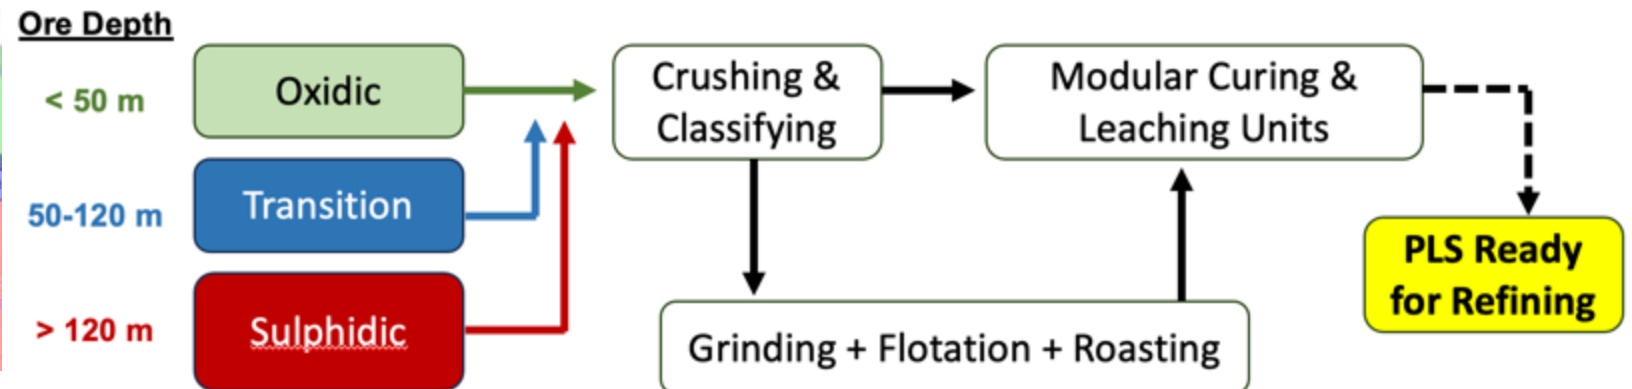 Ore Depth
< 50 m
Oxidic
50-120 m
Transition
> 120 m
Sulphidic
Crushing &
Classifying
Modular Curing &
Leaching Units
Grinding + Flotation + Roasting
PLS Ready
for Refining